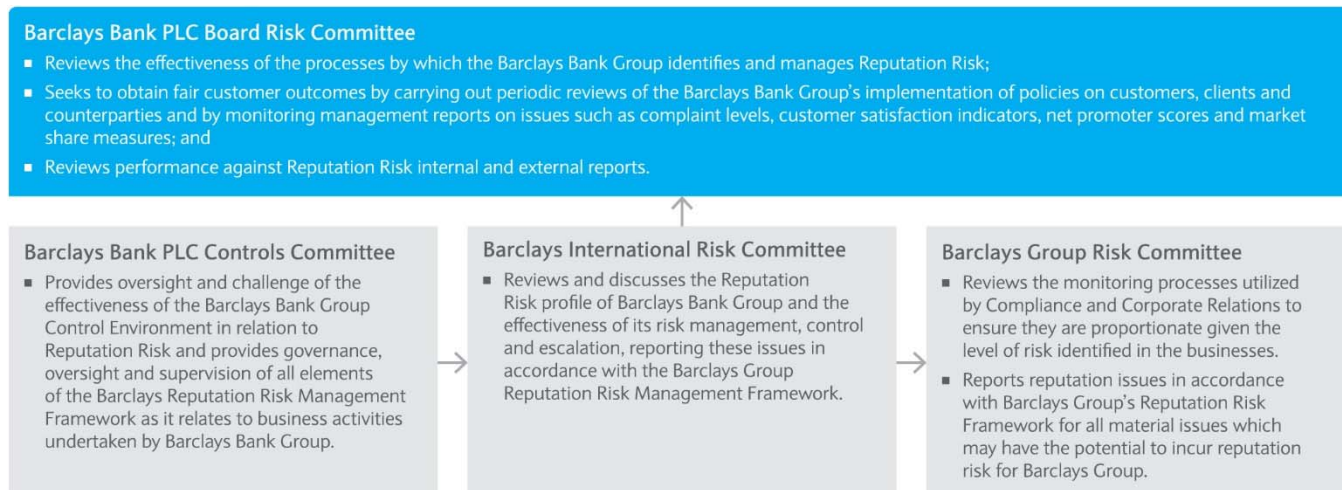 Barclays Bank PLC Board Risk Committee
▪ Reviews the effectiveness of the processes by which the Barclays Bank Group identifies and manages Reputation Risk;
▪ Seeks to obtain fair customer outcomes by carrying out periodic reviews of the Barclays Bank Group's implementation of policies on customers, clients and
counterparties and by monitoring management reports on issues such as complaint levels, customer satisfaction indicators, net promoter scores and market
share measures; and
▪ Reviews performance against Reputation Risk internal and external reports.
Barclays Bank PLC Controls Committee
▪ Provides oversight and challenge of the
effectiveness of the Barclays Bank Group
Control Environment in relation to
Reputation Risk and provides governance,
oversight and supervision of all elements
of the Barclays Reputation Risk Management
Framework as it relates to business activities
undertaken by Barclays Bank Group.
Barclays International Risk Committee
▪ Reviews and discusses the Reputation
Risk profile of Barclays Bank Group and the
effectiveness of its risk management, control
and escalation, reporting these issues in
accordance with the Barclays Group
Reputation Risk Management Framework.
Barclays Group Risk Committee
▪ Reviews the monitoring processes utilized
by Compliance and Corporate Relations to
ensure they are proportionate given the
level of risk identified in the businesses.
▪ Reports reputation issues in accordance
with Barclays Group's Reputation Risk
Framework for all material issues which
may have the potential to incur reputation
risk for Barclays Group.